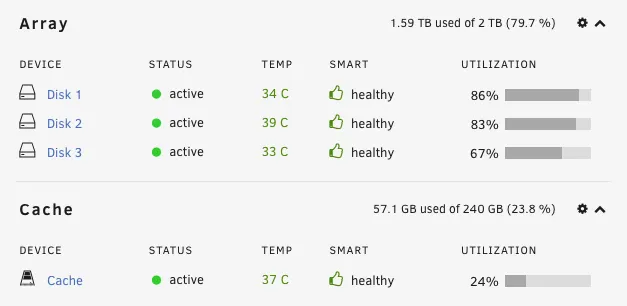 Array 1.59 TB used of 2 TB (79.7 %)
DEVICE STATUS TEMP SMART UTILIZATION
Disk 1 active 34 C healthy 86%
Disk 2 active 39 C healthy 83%
Disk 3 active 33 C healthy 67%
Cache 57.1 GB used of 240 GB (23.8 %)
DEVICE STATUS TEMP SMART UTILIZATION
Cache active 37 C healthy 24%